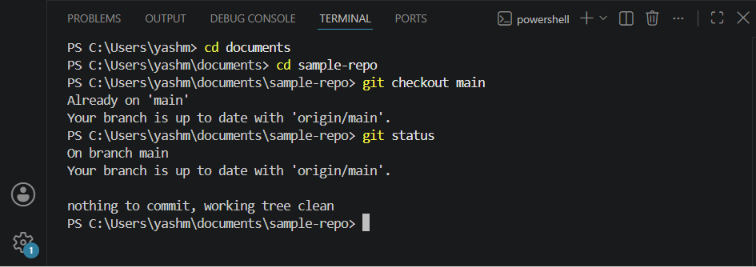 PROBLEMS OUTPUT DEBUG CONSOLE TERMINAL PORTS powershell
PS C:\Users\yashm> cd documents
PS C:\Users\yashm\documents> cd sample-repo
PS C:\Users\yashm\documents\sample-repo> git checkout main
Already on 'main'
Your branch is up to date with 'origin/main'.
PS C:\Users\yashm\documents\sample-repo> git status
On branch main
Your branch is up to date with 'origin/main'.
nothing to commit, working tree clean
PS C:\Users\yashm\documents\sample-repo>
1